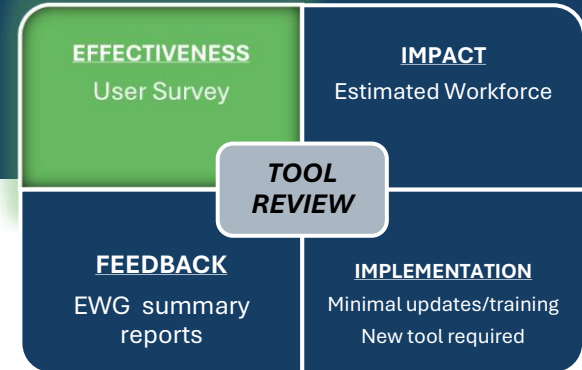 EFFECTIVENESS
User Survey
IMPACT
Estimated Workforce
TOOL
REVIEW
FEEDBACK
EWG summary
reports
IMPLEMENTATION
Minimal updates/training
New tool required